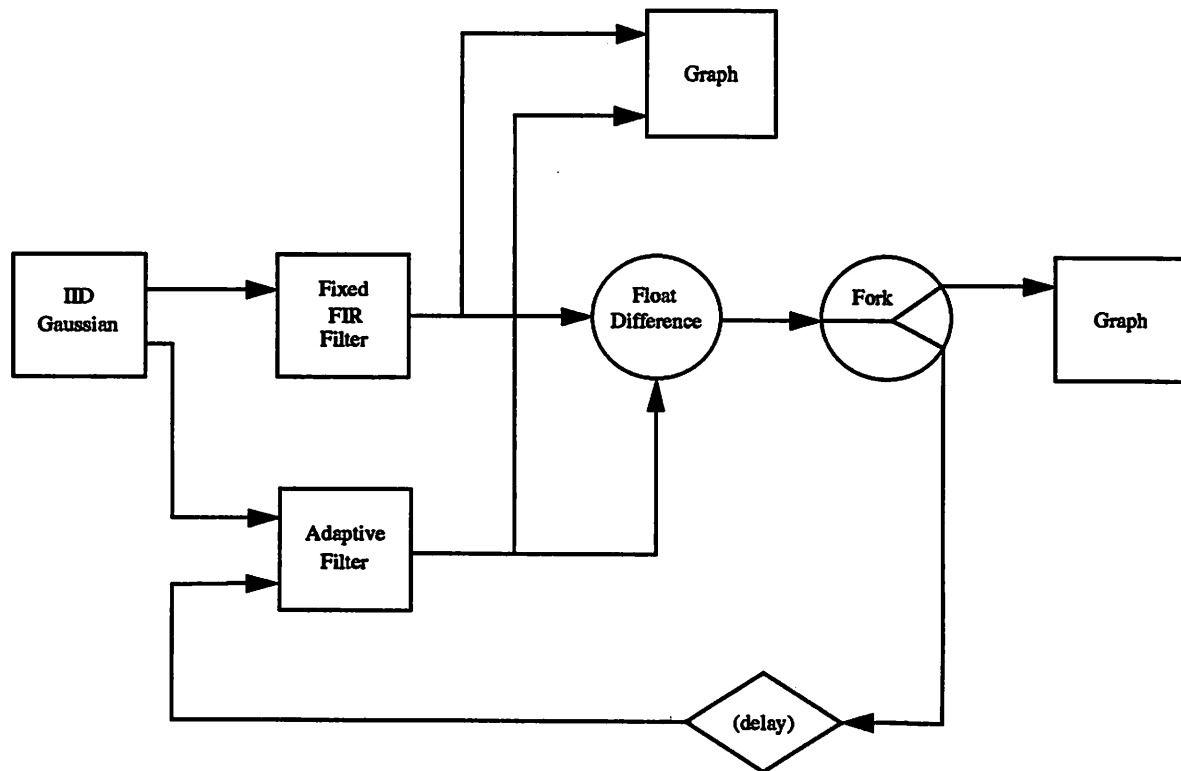 Graph
IID
Gaussian
Fixed
FIR
Filter
Float
Difference
Fork
Graph
Adaptive
Filter
(delay)